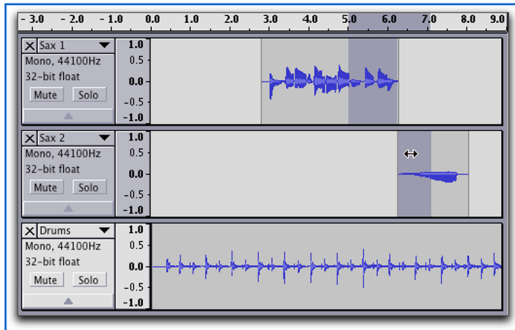 - 3.0 - 2.0 - 1.0 0.0 1.0 2.0 3.0 4.0 5.0 6.0 7.0 8.0 9.0
X Sax 1
Mono, 44100Hz
32-bit float
Mute Solo
1.0
0.5
0.0
-0.5
-1.0
X Sax 2
Mono, 44100Hz
32-bit float
Mute Solo
1.0
0.5
0.0
-0.5
-1.0
X Drums
Mono, 44100Hz
32-bit float
Mute Solo
1.0
0.5
0.0
-0.5
-1.0